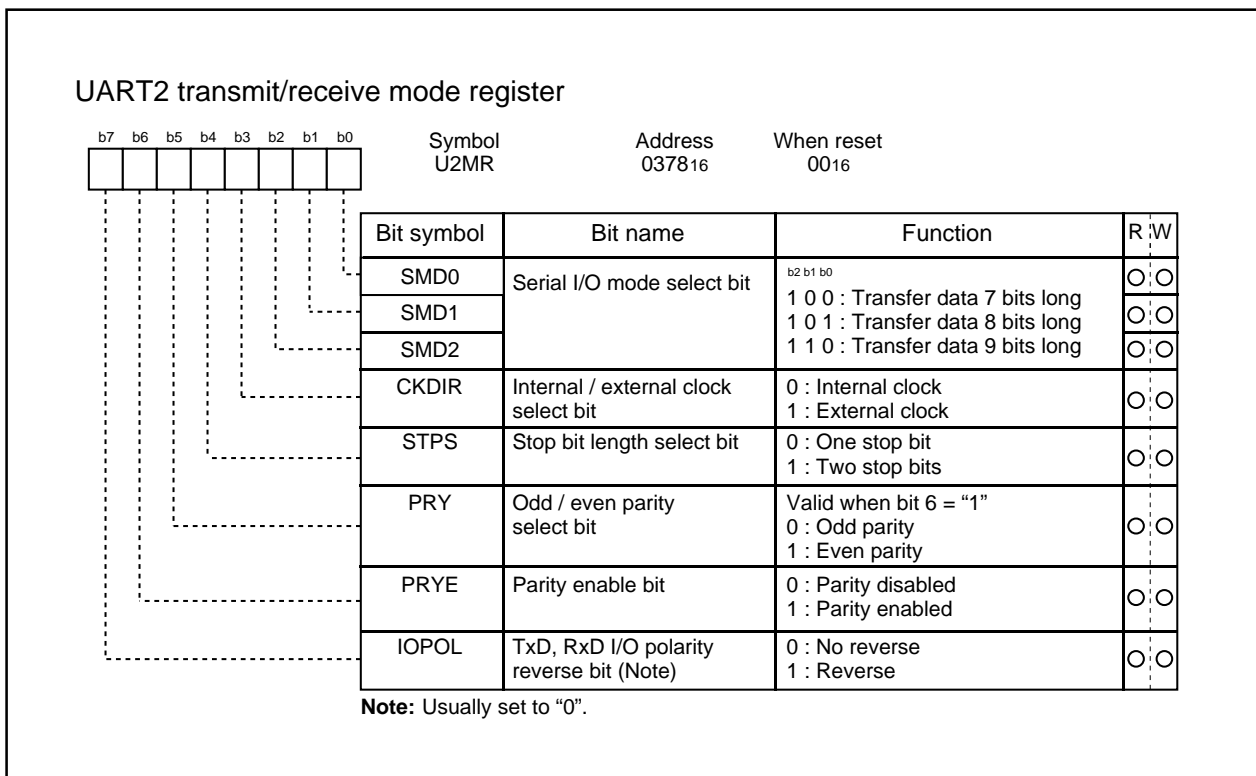 UART2 transmit/receive mode register
b7 b6 b5 b4 b3 b2 b1 b0
Symbol Address When reset
U2MR 037816 0016
Bit symbol Bit name Function R W
SMD0 Serial I/O mode select bit b2 b1 b0
1 0 0 : Transfer data 7 bits long
SMD1 1 0 1 : Transfer data 8 bits long
SMD2 1 1 0 : Transfer data 9 bits long
CKDIR Internal / external clock 0 : Internal clock
select bit 1 : External clock
STPS Stop bit length select bit 0 : One stop bit
1 : Two stop bits
PRY Odd / even parity Valid when bit 6 = “1”
select bit 0 : Odd parity
1 : Even parity
PRYE Parity enable bit 0 : Parity disabled
1 : Parity enabled
IOPOL TxD, RxD I/O polarity 0 : No reverse
reverse bit (Note) 1 : Reverse
Note: Usually set to “0”.